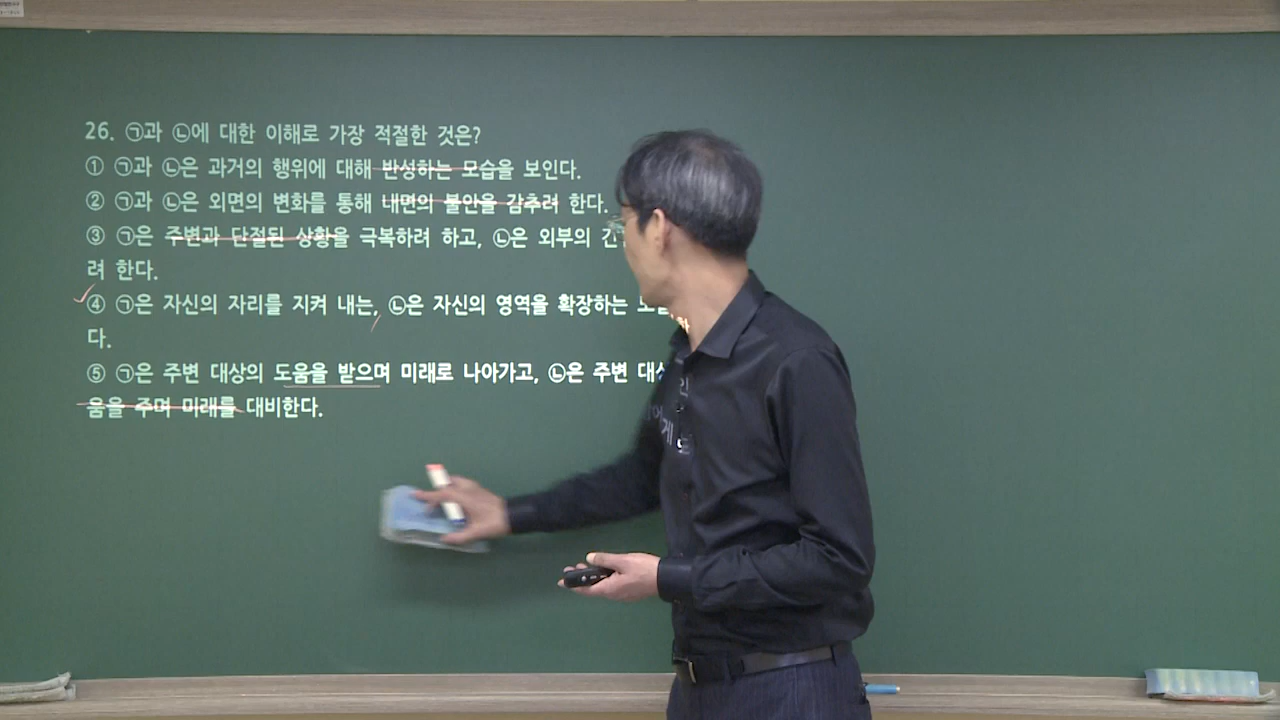 26. ㉠과 ㉡에 대한 이해로 가장 적절한 것은?
① ㉠과 ㉡은 과거의 행위에 대해 반성하는 모습을 보인다.
② ㉠과 ㉡은 외면의 변화를 통해 내면의 불안을 감추려 한다.
③ ㉠은 주변과 단절된 상황을 극복하려 하고, ㉡은 외부의
려 한다.
④ ㉠은 자신의 자리를 지켜 내는, ㉡은 자신의 영역을 확장하는
다.
⑤ ㉠은 주변 대상의 도움을 받으며 미래로 나아가고, ㉡은 주변
움을 주며 미래를 대비한다.